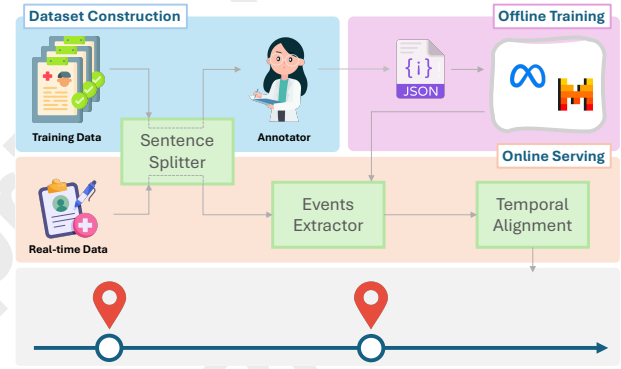 Dataset Construction
Offline Training
{i}
JSON
Training Data
Annotator
Sentence
Splitter
Online Serving
Real-time Data
Events
Extractor
Temporal
Alignment